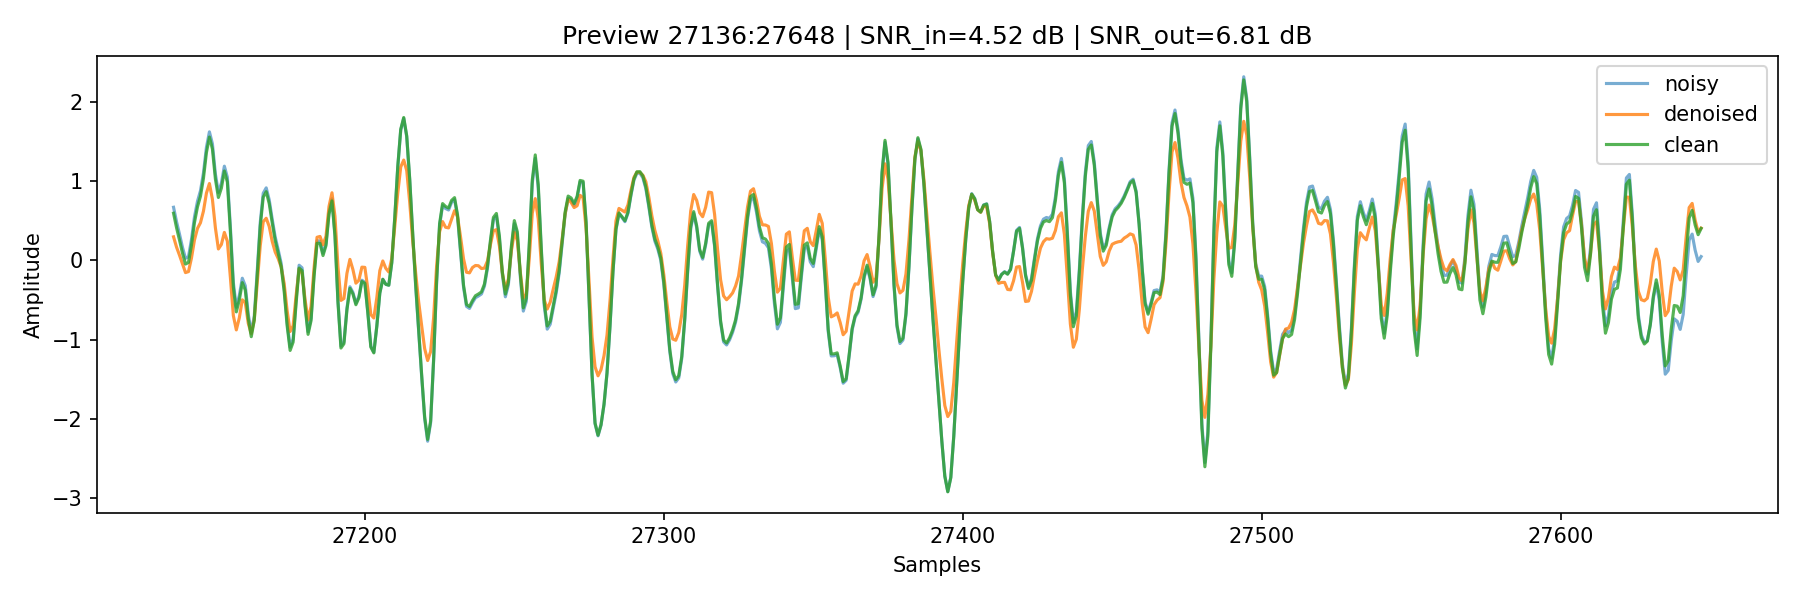 Preview 27136:27648 | SNR_in=4.52 dB | SNR_out=6.81 dB
noisy
denoised
clean
Amplitude
2
1
0
−1
−2
−3
27200
27300
27400
27500
27600
Samples